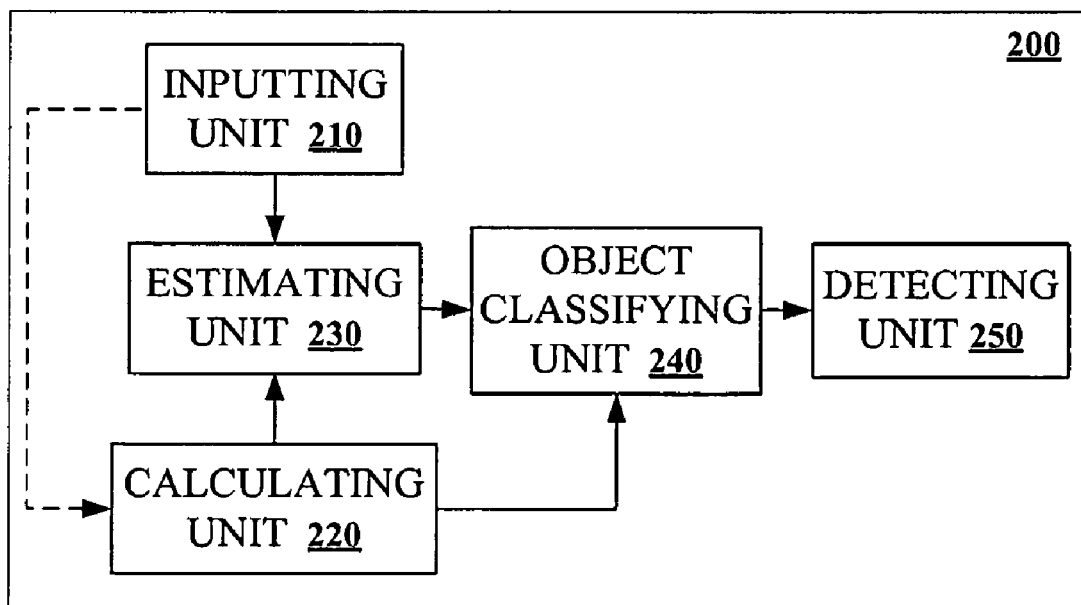 200
INPUTTING
UNIT 210
ESTIMATING
UNIT 230
OBJECT
CLASSIFYING
UNIT 240
DETECTING
UNIT 250
CALCULATING
UNIT 220